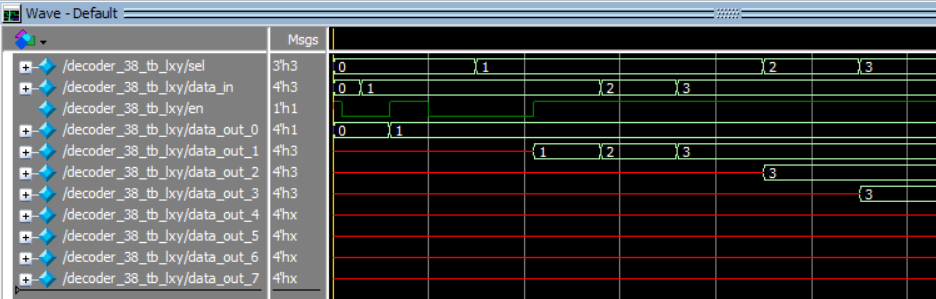 Wave - Default
Msgs
/decoder_38_tb_lxy/sel 3'h3 0 1 2 3
/decoder_38_tb_lxy/data_in 4'h3 0 1 2 3
/decoder_38_tb_lxy/en 1'h1
/decoder_38_tb_lxy/data_out_0 4'h1 0 1
/decoder_38_tb_lxy/data_out_1 4'h3 1 2 3
/decoder_38_tb_lxy/data_out_2 4'h3 3
/decoder_38_tb_lxy/data_out_3 4'h3 3
/decoder_38_tb_lxy/data_out_4 4'hx
/decoder_38_tb_lxy/data_out_5 4'hx
/decoder_38_tb_lxy/data_out_6 4'hx
/decoder_38_tb_lxy/data_out_7 4'hx